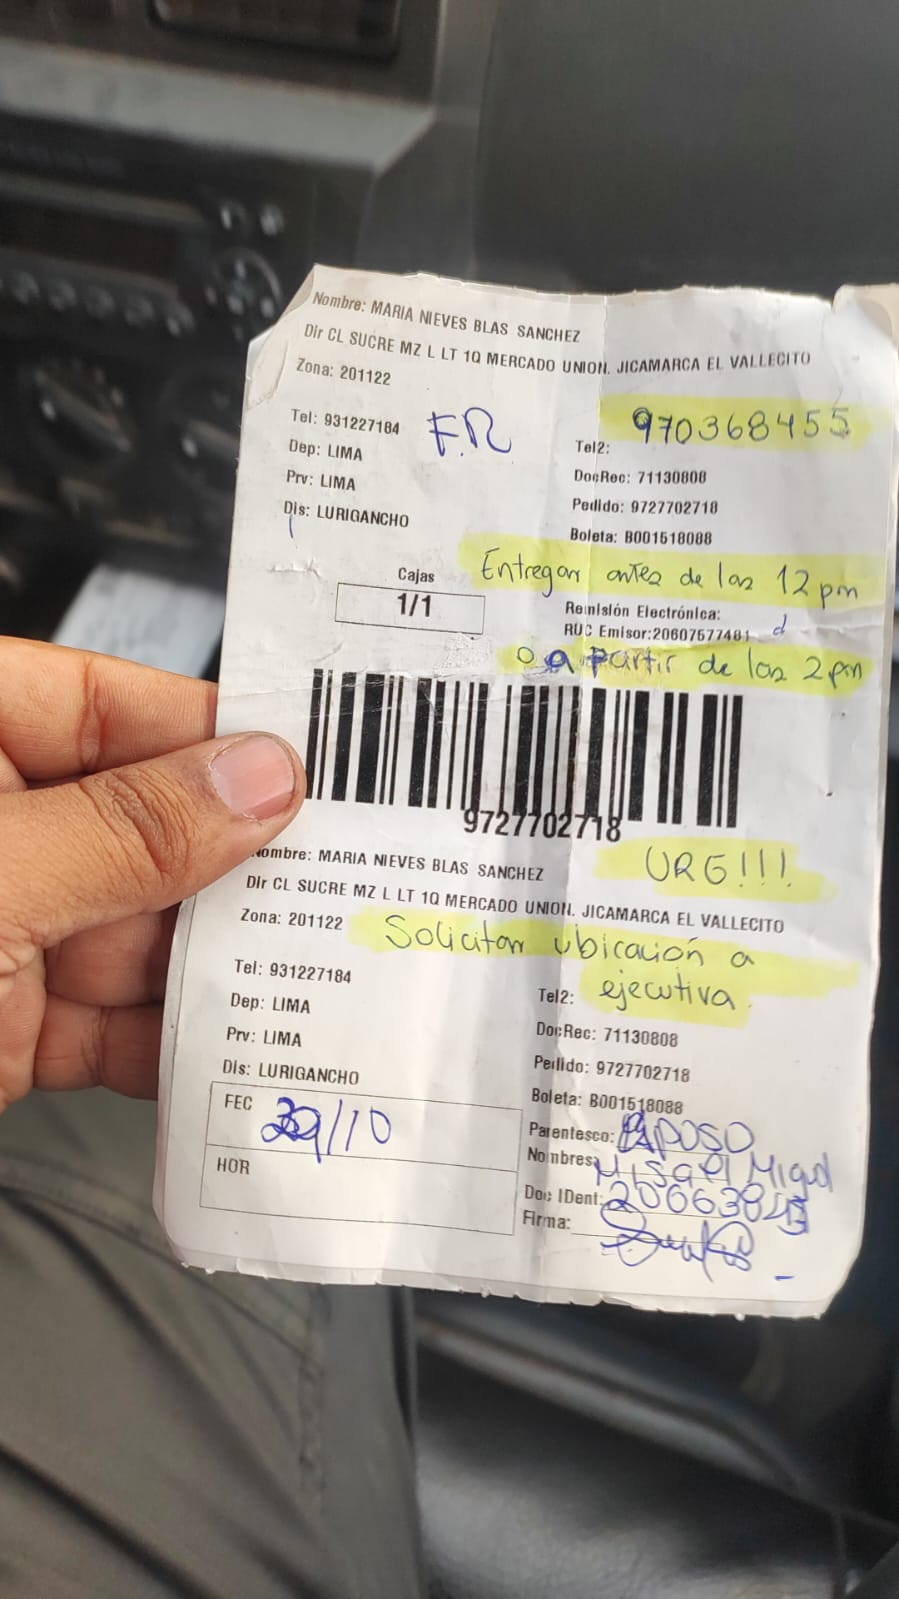 Nombre: MARIA NIEVES BLAS SANCHEZ
Dir CL SUCRE MZ L LT 1Q MERCADO UNION. JICAMARCA EL VALLECITO
Zona: 201122
Tel: 931227184
F.R
970368455
Tel2:
Dep: LIMA
DocRec: 71130808
Prv: LIMA
Pedido: 9727702718
Dis: LURIGANCHO
Boleta: B001518088
Entregar antes de las 12 pm
Cajas
1/1
Remisión Electrónica:
RUC Emisor:20607577481
o a partir de las 2pm
9727702718
URG!!!
Nombre: MARIA NIEVES BLAS SANCHEZ
Dir CL SUCRE MZ L LT 1Q MERCADO UNION. JICAMARCA EL VALLECITO
Zona: 201122
Solicitar ubicación a
ejecutiva.
Tel: 931227184
Tel2:
Dep: LIMA
DocRec: 71130808
Prv: LIMA
Pedido: 9727702718
Dis: LURIGANCHO
Boleta: B001518088
FEC /10
Parentesco: ESPOSO
Nombres: Misael
HOR
Doc IDent:
Firma: